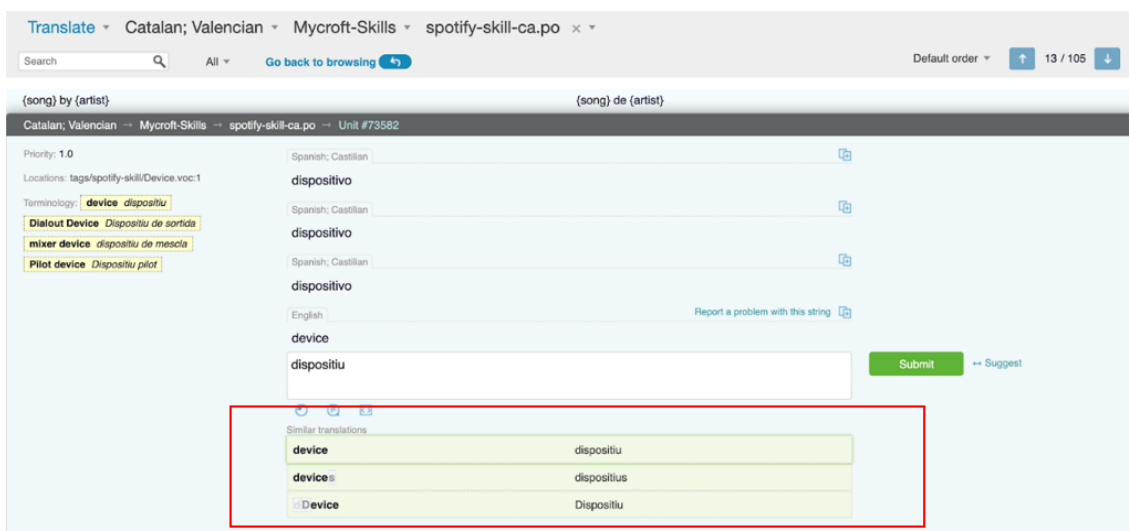 Translate Catalan; Valencian Mycroft-Skills spotify-skill-ca.po ×
Search All Go back to browsing Default order 13 / 105
{song} by {artist} {song} de {artist}
Catalan; Valencian → Mycroft-Skills → spotify-skill-ca.po → Unit #73582
Priority: 1.0
Locations: tags/spotify-skill/Device.voc:1
Terminology: device dispositiu
Dialout Device Dispositiu de sortida
mixer device dispositiu de mescla
Pilot device Dispositiu pilot
Spanish; Castilian
dispositivo
Spanish; Castilian
dispositivo
Spanish; Castilian
dispositivo
English Report a problem with this string
device
dispositiu
Submit ↔ Suggest
Similar translations
device dispositiu
devices dispositius
dDevice Dispositiu